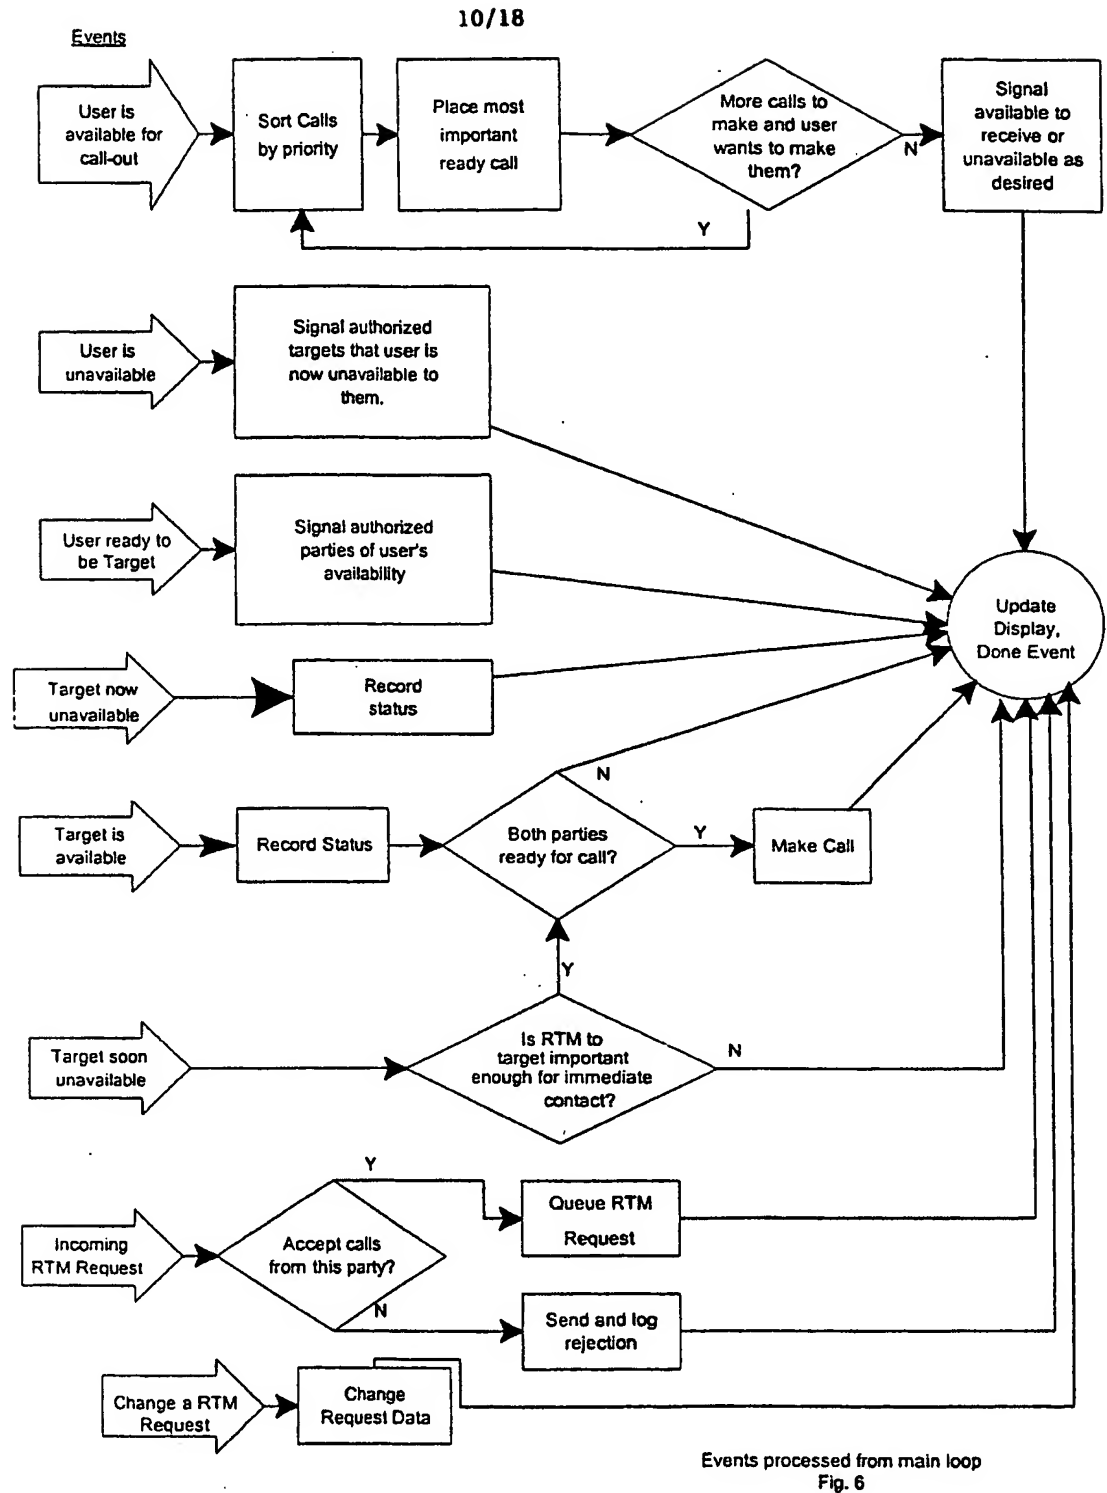 10/18
Events
User is
available for
call-out
Sort Calls
by priority
Place most
important
ready call
More calls to
make and user
wants to make
them?
N
Signal
available to
receive or
unavailable as
desired
Y
User is
unavailable
Signal authorized
targets that user is
now unavailable to
them.
User ready to
be Target
Signal authorized
parties of user's
availability
Update
Display,
Done Event
Target now
unavailable
Record
status
N
Target is
available
Record Status
Both parties
ready for call?
Y
Make Call
Y
Target soon
unavailable
Is RTM to
target important
enough for immediate
contact?
N
Y
Incoming
RTM Request
Accept calls
from this party?
Queue RTM
Request
N
Send and log
rejection
Change a RTM
Request
Change
Request Data
Events processed from main loop
Fig. 6